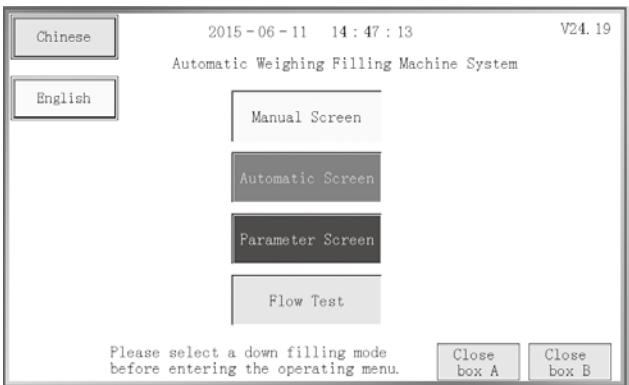 Chinese
2015-06-11 14:47:13
V24.19
Automatic Weighing Filling Machine System
English
Manual Screen
Automatic Screen
Parameter Screen
Flow Test
Please select a down filling mode
before entering the operating menu.
Close
box A
Close
box B